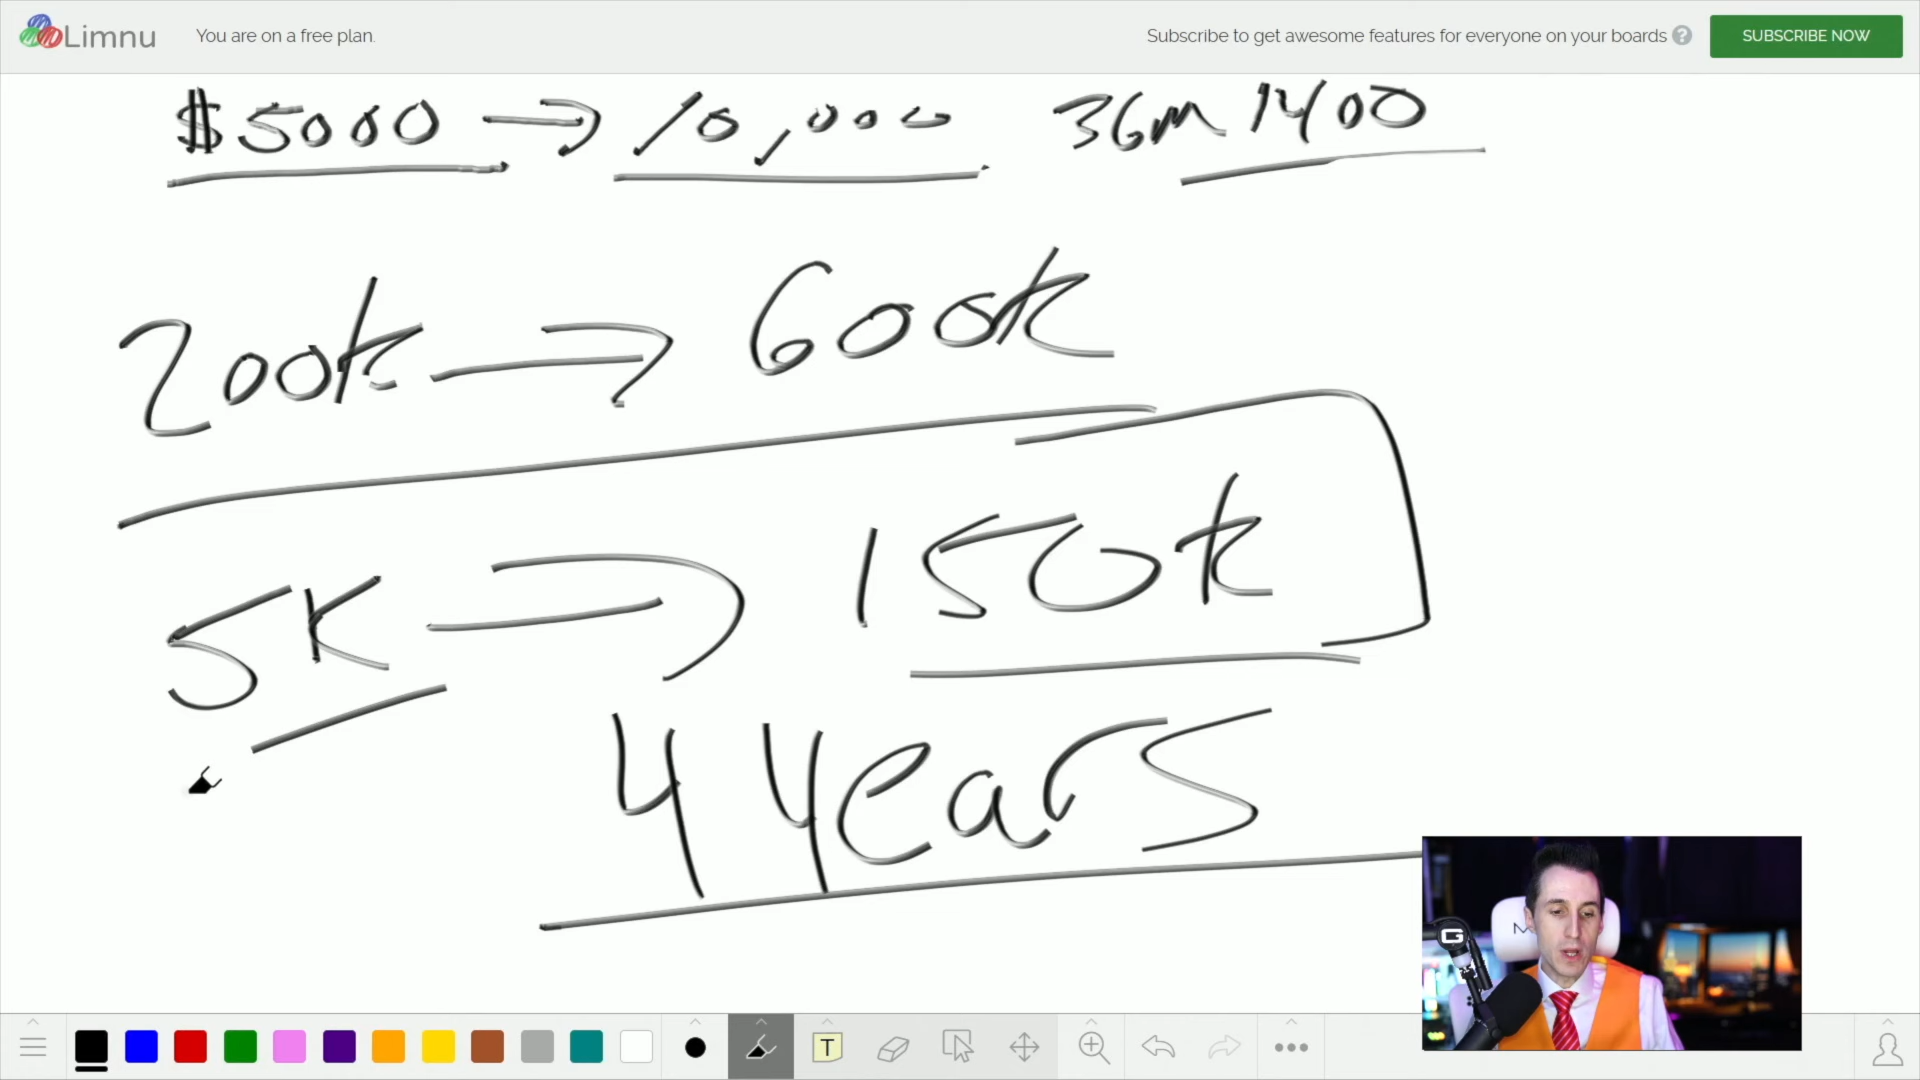 Limnu You are on a free plan. Subscribe to get awesome features for everyone on your boards ? SUBSCRIBE NOW
$5000 → 10,000 36m 1400
200k → 600k
5K → 150k
4 years
T
G